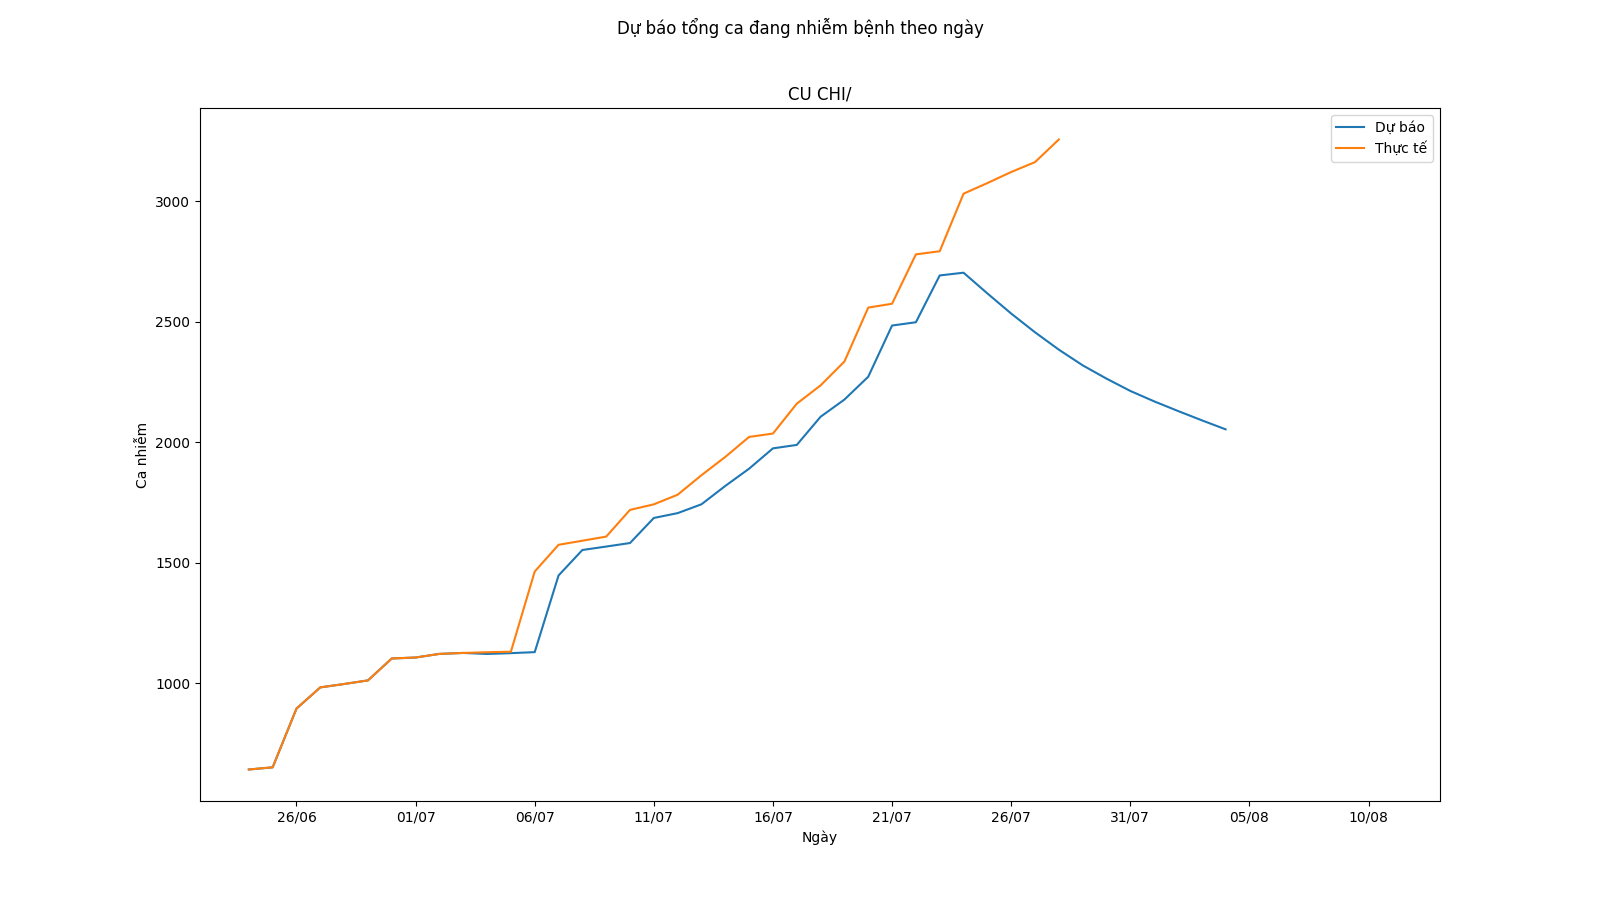 Dự báo tổng ca đang nhiễm bệnh theo ngày
CU CHI/
Dự báo
Thực tế
3000
2500
2000
1500
1000
Ca nhiễm
26/06 01/07 06/07 11/07 16/07 21/07 26/07 31/07 05/08 10/08
Ngày